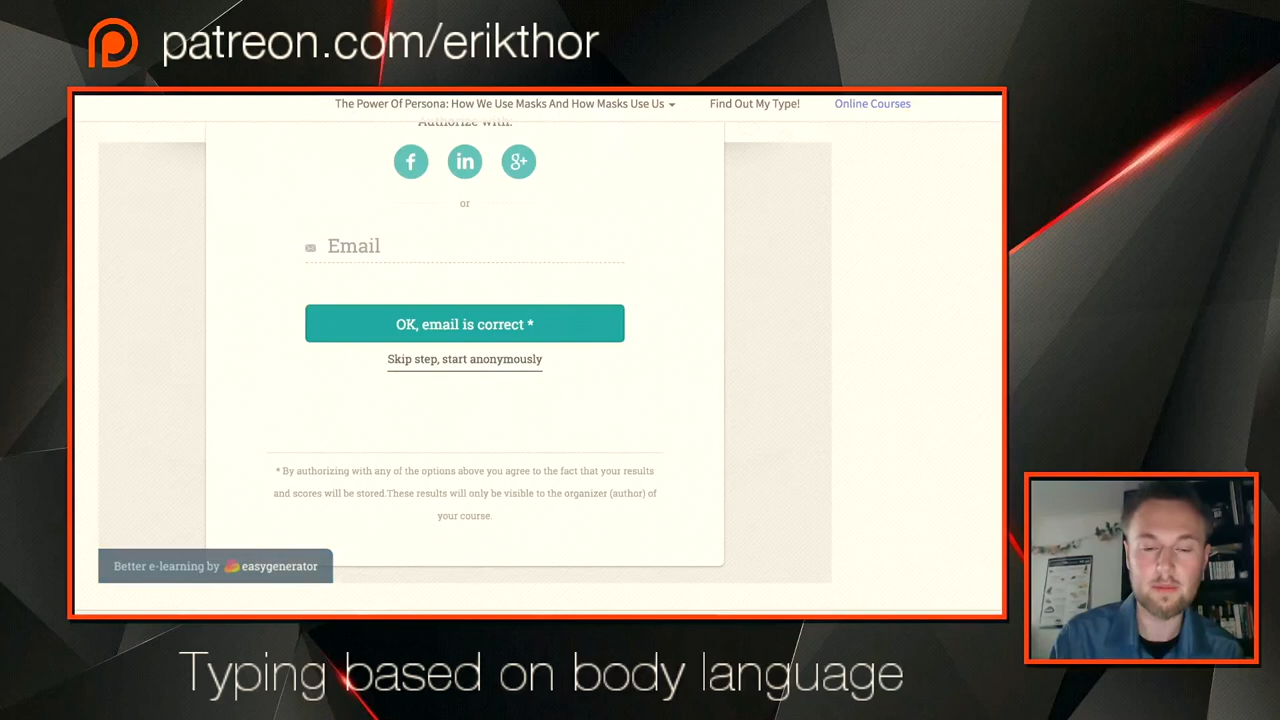 patreon.com/erikthor
The Power Of Persona: How We Use Masks And How Masks Use Us
Find Out My Type!
Online Courses
Authorize with:
f
in
g+
or
Email
OK, email is correct *
Skip step, start anonymously
* By authorizing with any of the options above you agree to the fact that your results
and scores will be stored.These results will only be visible to the organizer (author) of
your course.
Better e-learning by easygenerator
Typing based on body language